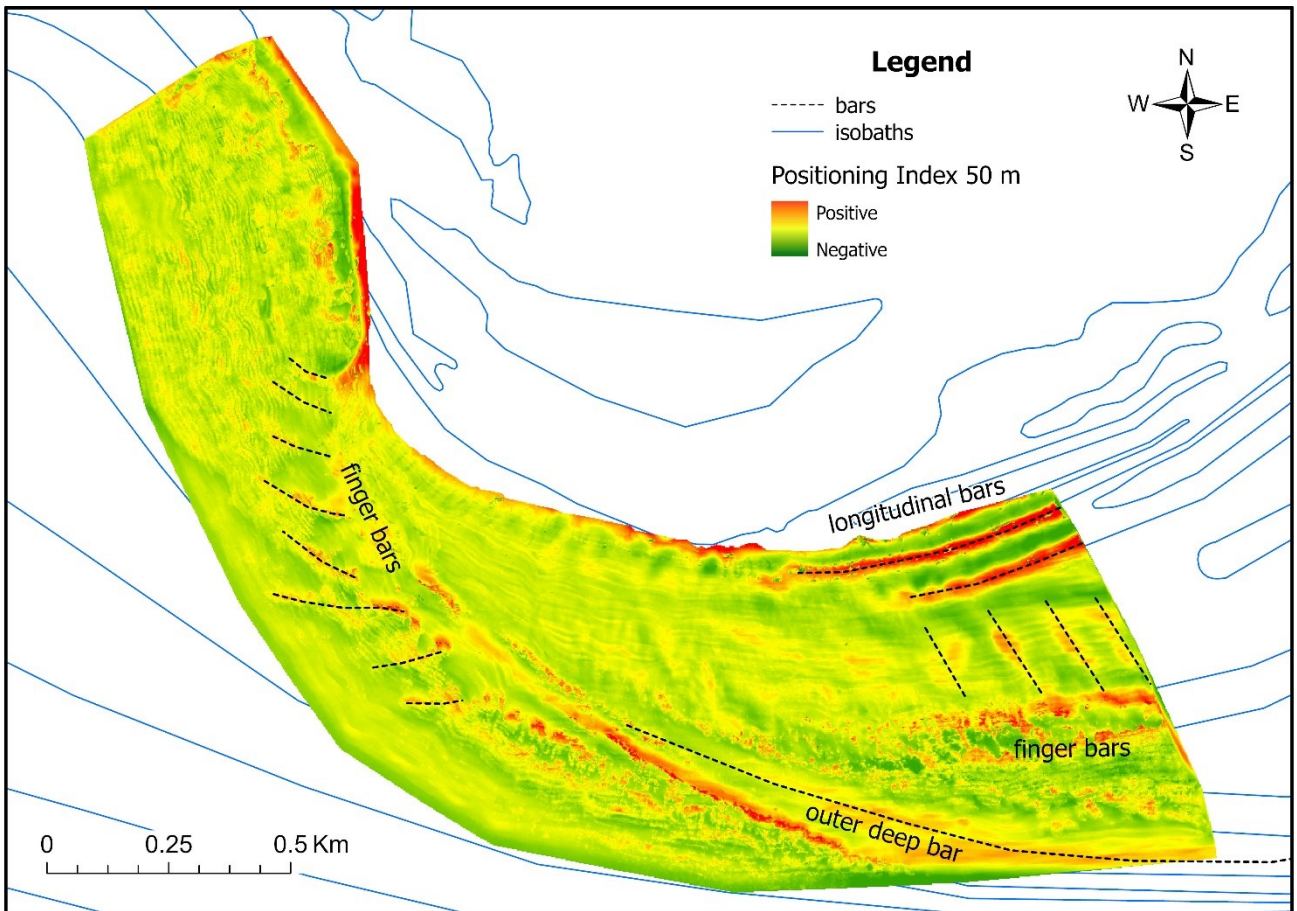 Legend
bars
isobaths
Positioning Index 50 m
Positive
Negative
N
W E
S
finger bars
longitudinal bars
finger bars
outer deep bar
0 0.25 0.5 Km